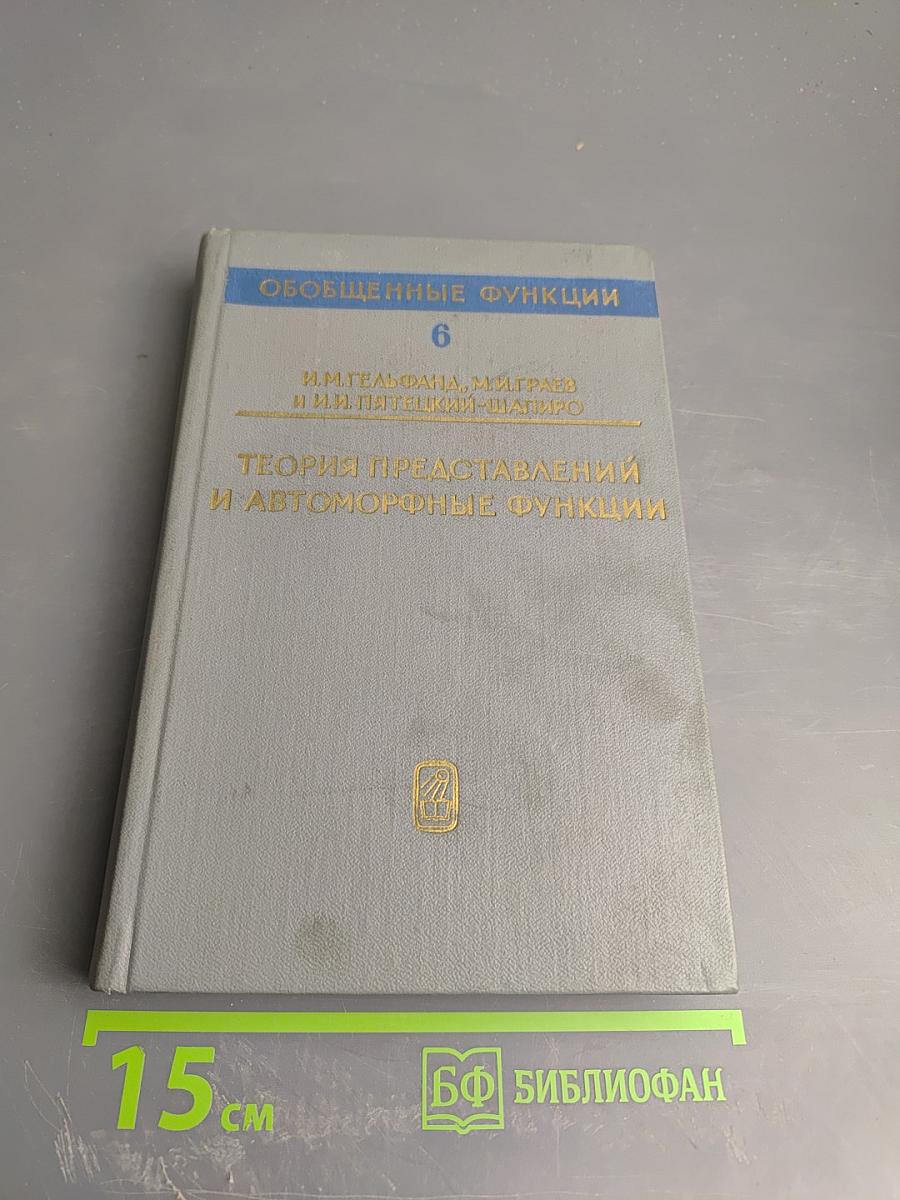 ОБОБЩЕННЫЕ ФУНКЦИИ
6
И.М.ГЕЛЬФАНД, М.И.ГРАЕВ
И И.И.ПЯТЕЦКИЙ-ШАПИРО
ТЕОРИЯ ПРЕДСТАВЛЕНИЙ
И АВТОМОРФНЫЕ ФУНКЦИИ
15 см
БФ БИБЛИОФАН